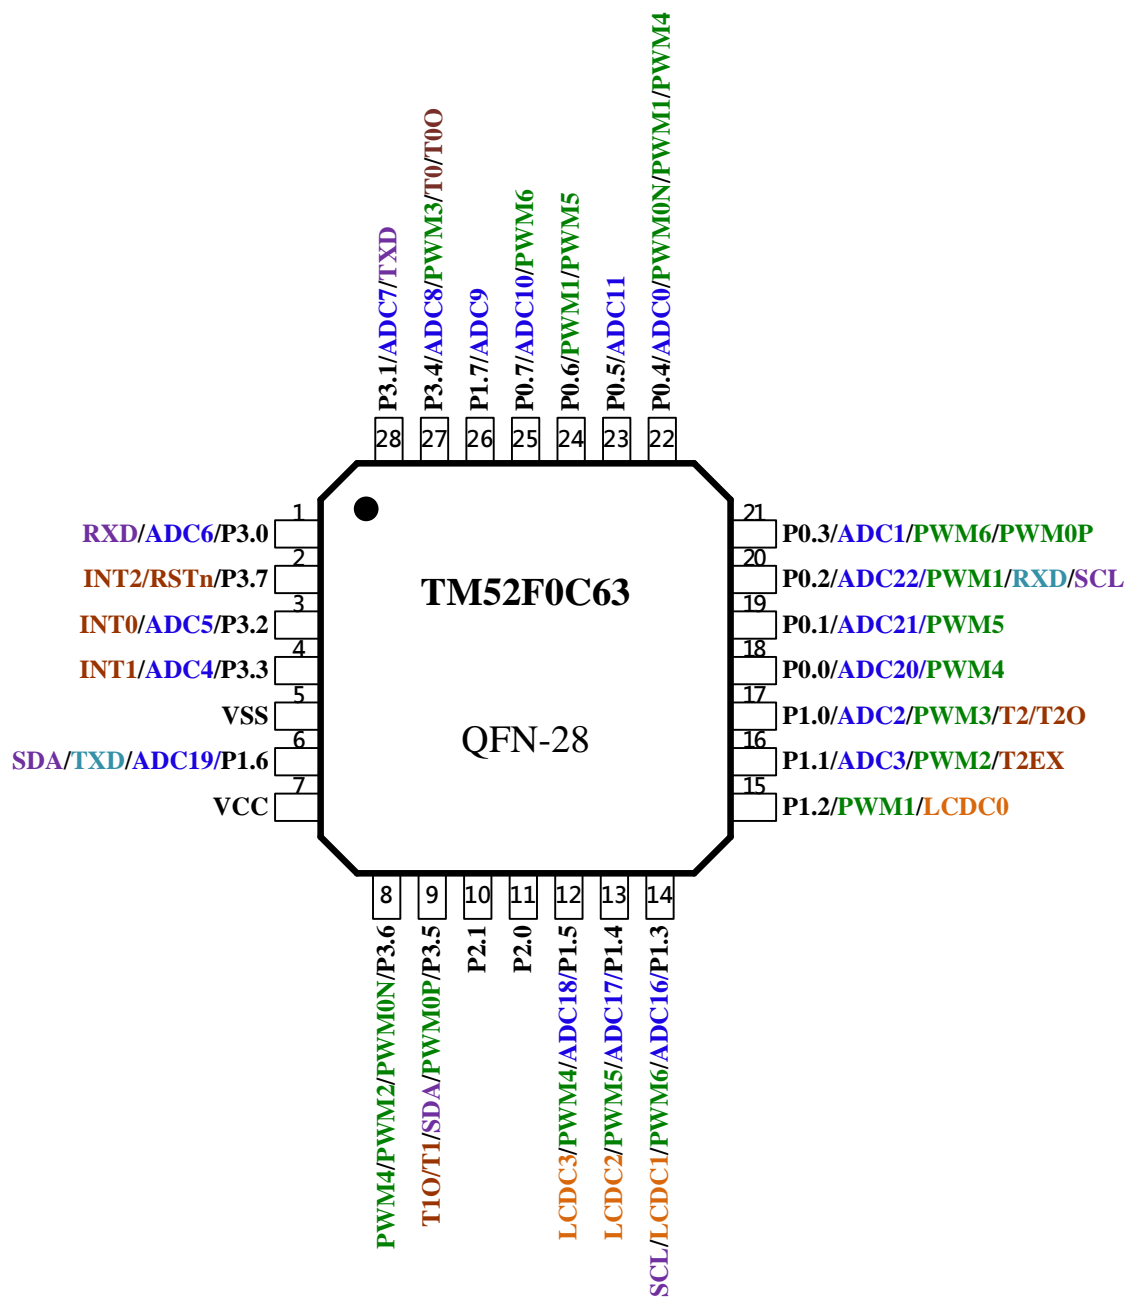 P3.1/ADC7/TXD
P3.4/ADC8/PWM3/T0/T0O
P1.7/ADC9
P0.7/ADC10/PWM6
P0.6/PWM1/PWM5
P0.5/ADC11
P0.4/ADC0/PWM0N/PWM1/PWM4
28
27
26
25
24
23
22
1
RXD/ADC6/P3.0
2
INT2/RSTn/P3.7
3
INT0/ADC5/P3.2
4
INT1/ADC4/P3.3
5
VSS
6
SDA/TXD/ADC19/P1.6
7
VCC
TM52F0C63
QFN-28
21
P0.3/ADC1/PWM6/PWM0P
20
P0.2/ADC22/PWM1/RXD/SCL
19
P0.1/ADC21/PWM5
18
P0.0/ADC20/PWM4
17
P1.0/ADC2/PWM3/T2/T2O
16
P1.1/ADC3/PWM2/T2EX
15
P1.2/PWM1/LCDC0
8
9
10
11
12
13
14
PWM4/PWM2/PWM0N/P3.6
T1O/T1/SDA/PWM0P/P3.5
P2.1
P2.0
LCDC3/PWM4/ADC18/P1.5
LCDC2/PWM5/ADC17/P1.4
SCL/LCDC1/PWM6/ADC16/P1.3